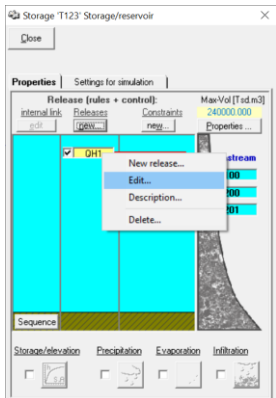 Storage 'T123' Storage/reservoir
Close
Properties
Settings for simulation
Release (rules + control):
Max-Vol [Tsd.m3]
internal link
Releases
Constraints
240000.000
edit
new...
new...
Properties ...
QH1
New release...
Edit...
Description...
Delete...
stream
00
200
201
Sequence
Storage/elevation
Precipitation
Evaporation
Infiltration